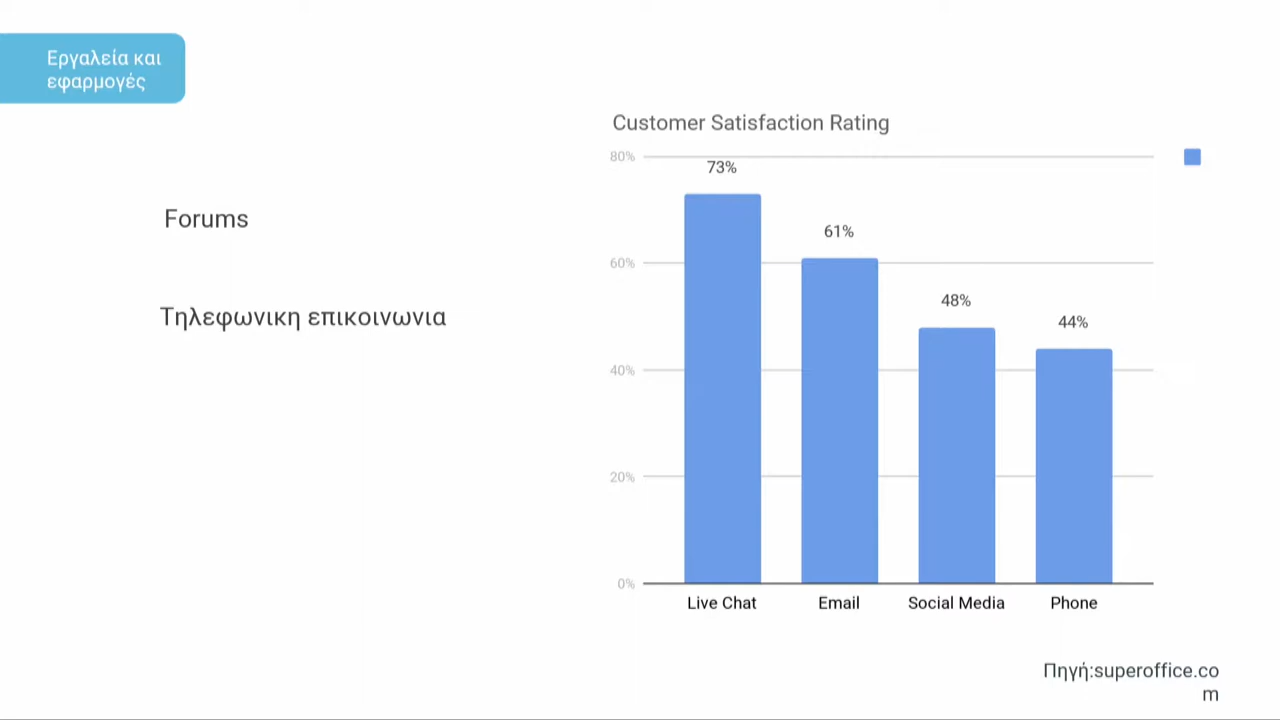 Εργαλεία και
εφαρμογές
Forums
Τηλεφωνικη επικοινωνια
Customer Satisfaction Rating
80%
60%
40%
20%
0%
73%
61%
48%
44%
Live Chat
Email
Social Media
Phone
Πηγή:superoffice.co
m